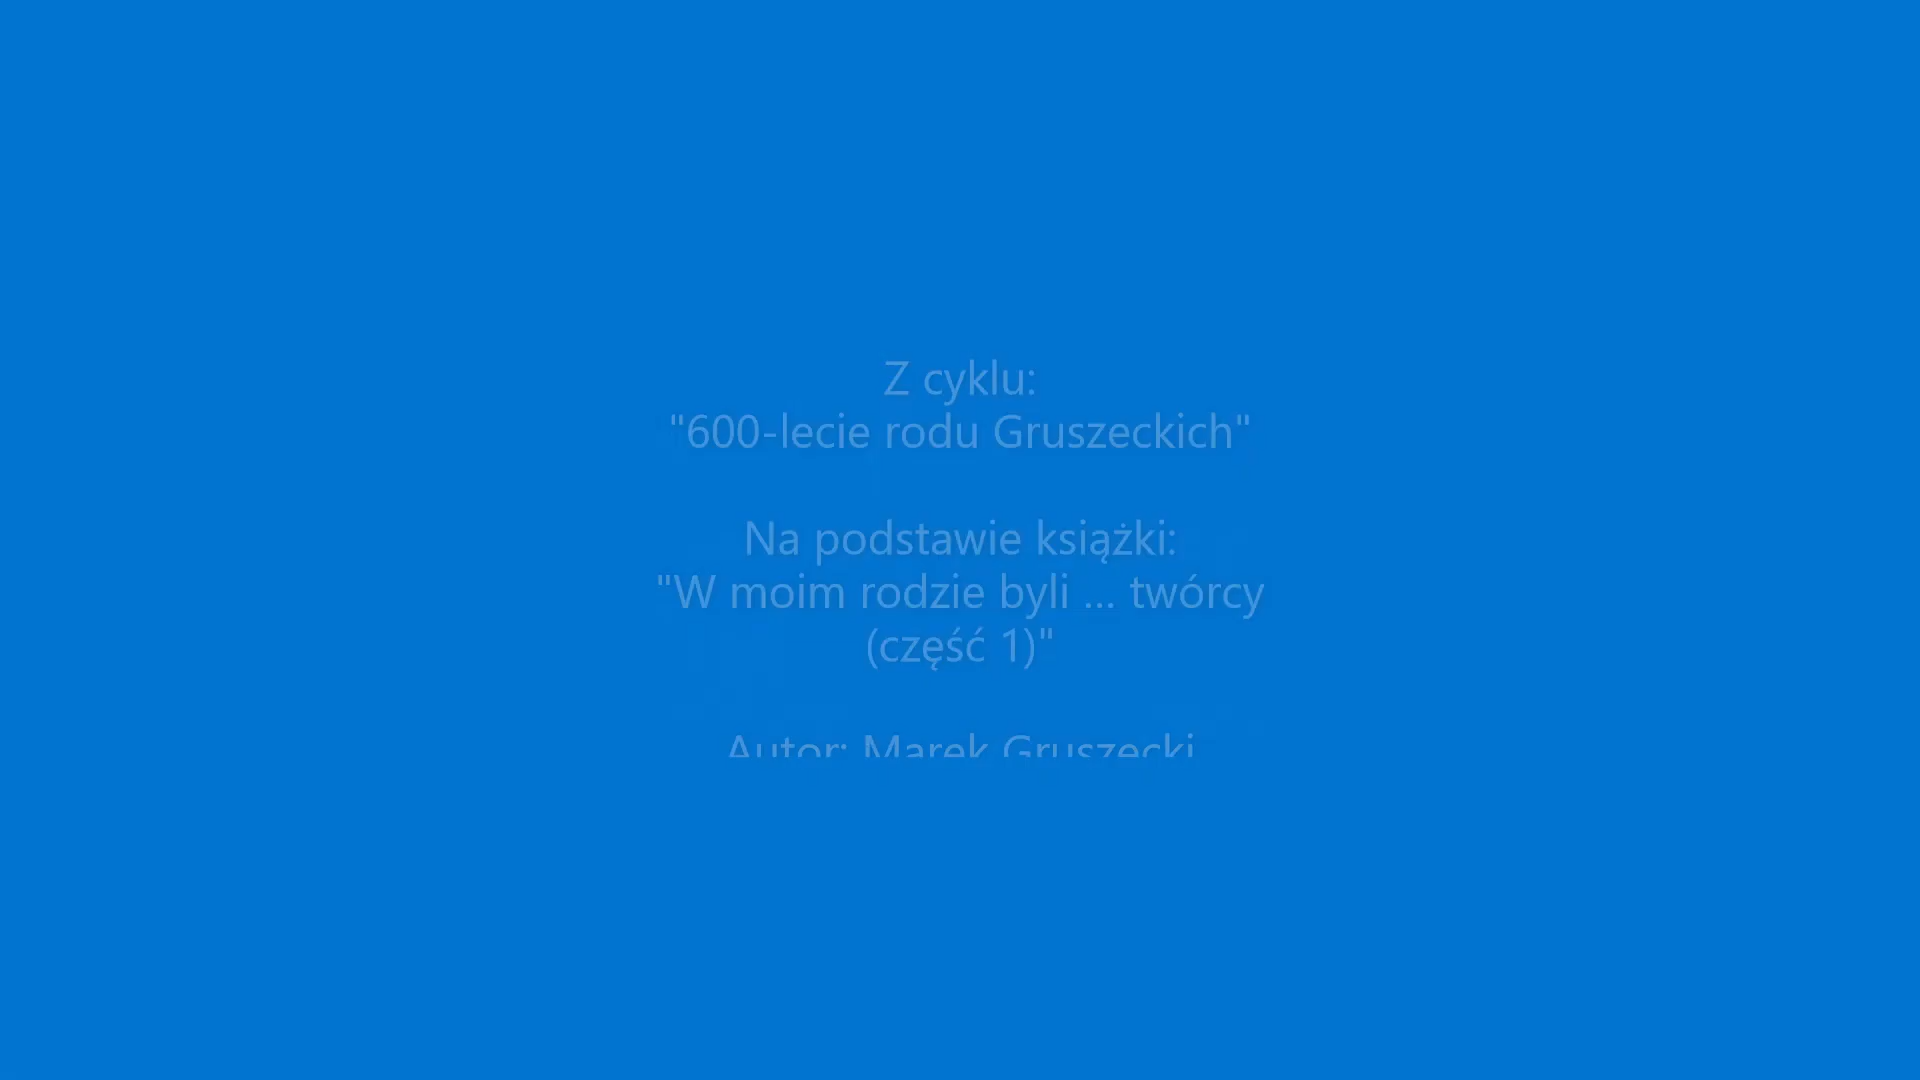 Z cyklu:
"600-lecie rodu Gruszeckich"
Na podstawie książki:
"W moim rodzie byli ... twórcy
(część 1)"
Autor: Marek Gruszecki